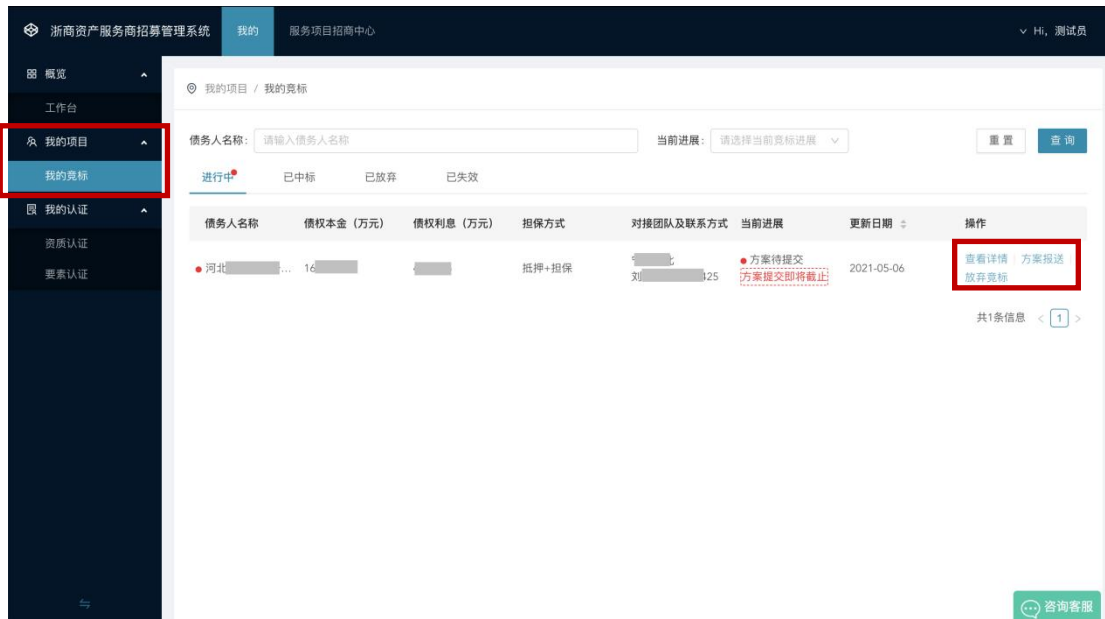 浙商资产服务商招募管理系统 我的 服务项目招商中心 Hi, 测试员
概览
工作台
我的项目
我的竞标
我的认证
资质认证
要素认证
我的项目 / 我的竞标
债务人名称: 请输入债务人名称 当前进展: 请选择当前竞标进展 重置 查询
进行中 已中标 已放弃 已失效
债务人名称 债权本金（万元） 债权利息（万元） 担保方式 对接团队及联系方式 当前进展 更新日期 操作
河北 ... 16 抵押+担保 刘 425 方案待提交 2021-05-06 查看详情 方案报送
方案提交即将截止 放弃竞标
共1条信息 < 1 >
咨询客服